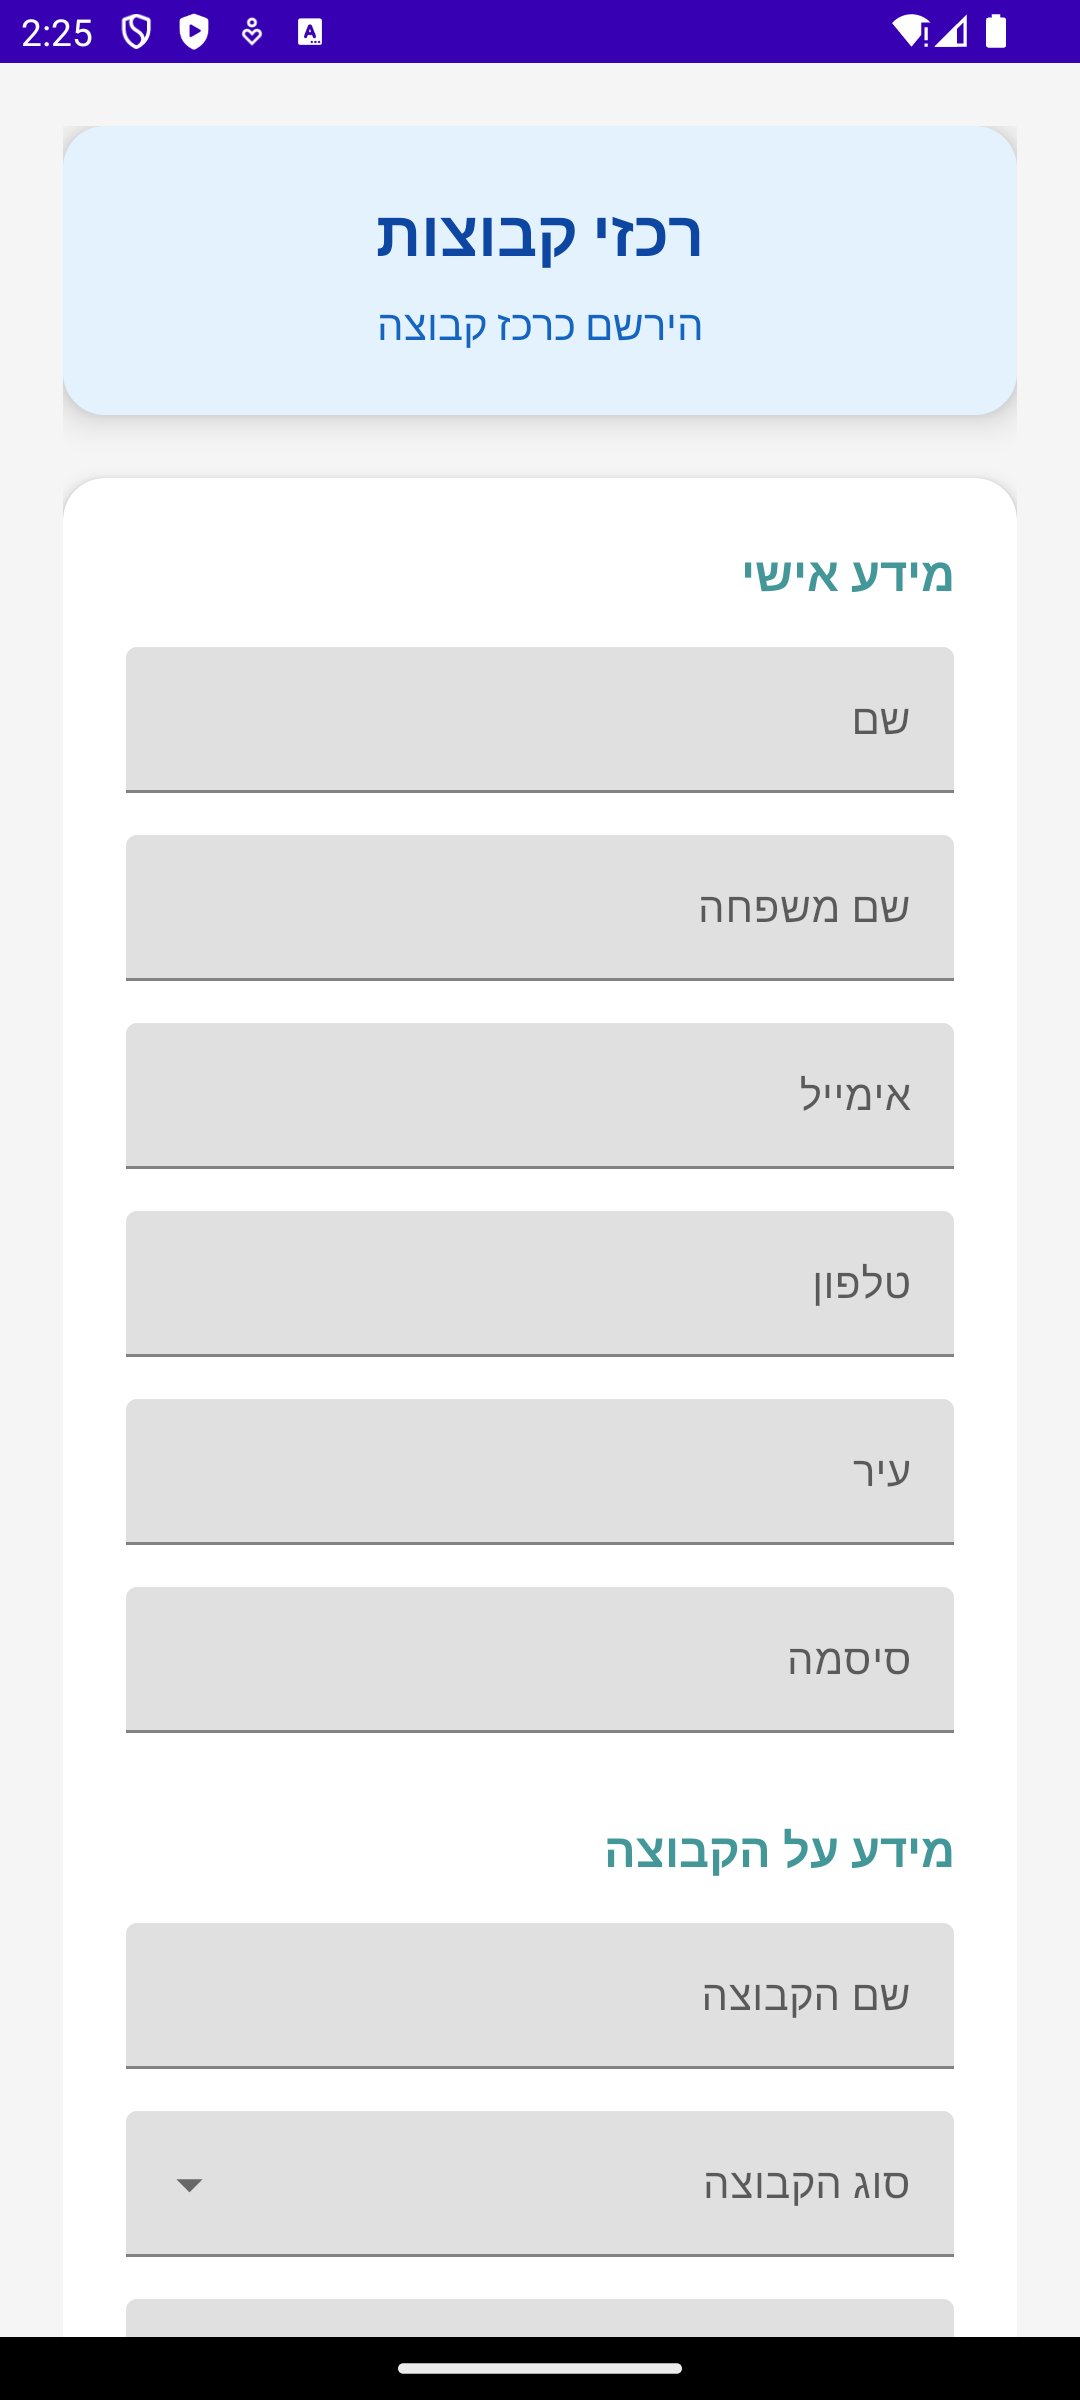 2:25
רכזי קבוצות
הירשם כרכז קבוצה
מידע אישי
שם
שם משפחה
אימייל
טלפון
עיר
סיסמה
מידע על הקבוצה
שם הקבוצה
סוג הקבוצה